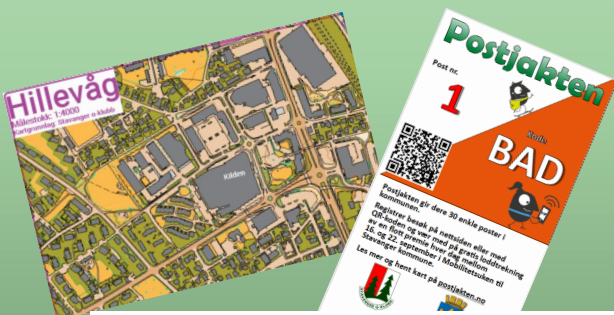 Hillevåg
Målestokk: 1:4000
Kartgrunnlag: Stavanger o-klubb
Kilden
Postjakten
Post nr.
1
Kode
BAD
Postjakten gir dere 30 enkle poster i
kommunen.
Registrer besøk på nettsiden eller med
QR-koden og vær med på gratis loddtrekning
av en flott premie hver dag mellom
16. og 22. september i Mobilitetsuken til
Stavanger kommune.
Les mer og hent kart på postjakten.no